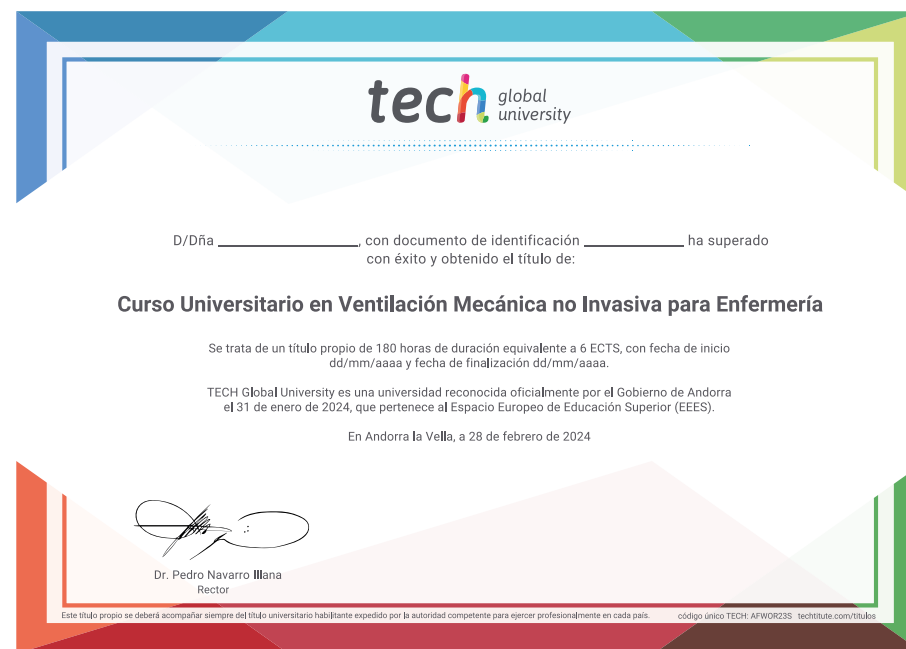 tech global university
D/Dña ____________, con documento de identificación ____________ ha superado
con éxito y obtenido el título de:
Curso Universitario en Ventilación Mecánica no Invasiva para Enfermería
Se trata de un título propio de 180 horas de duración equivalente a 6 ECTS, con fecha de inicio
dd/mm/aaaa y fecha de finalización dd/mm/aaaa.
TECH Global University es una universidad reconocida oficialmente por el Gobierno de Andorra
el 31 de enero de 2024, que pertenece al Espacio Europeo de Educación Superior (EEES).
En Andorra la Vella, a 28 de febrero de 2024
Dr. Pedro Navarro Illana
Rector
Este título propio se deberá acompañar siempre del título universitario habilitante expedido por la autoridad competente para ejercer profesionalmente en cada país. código único TECH: AFWOR23S techtitute.com/titulos